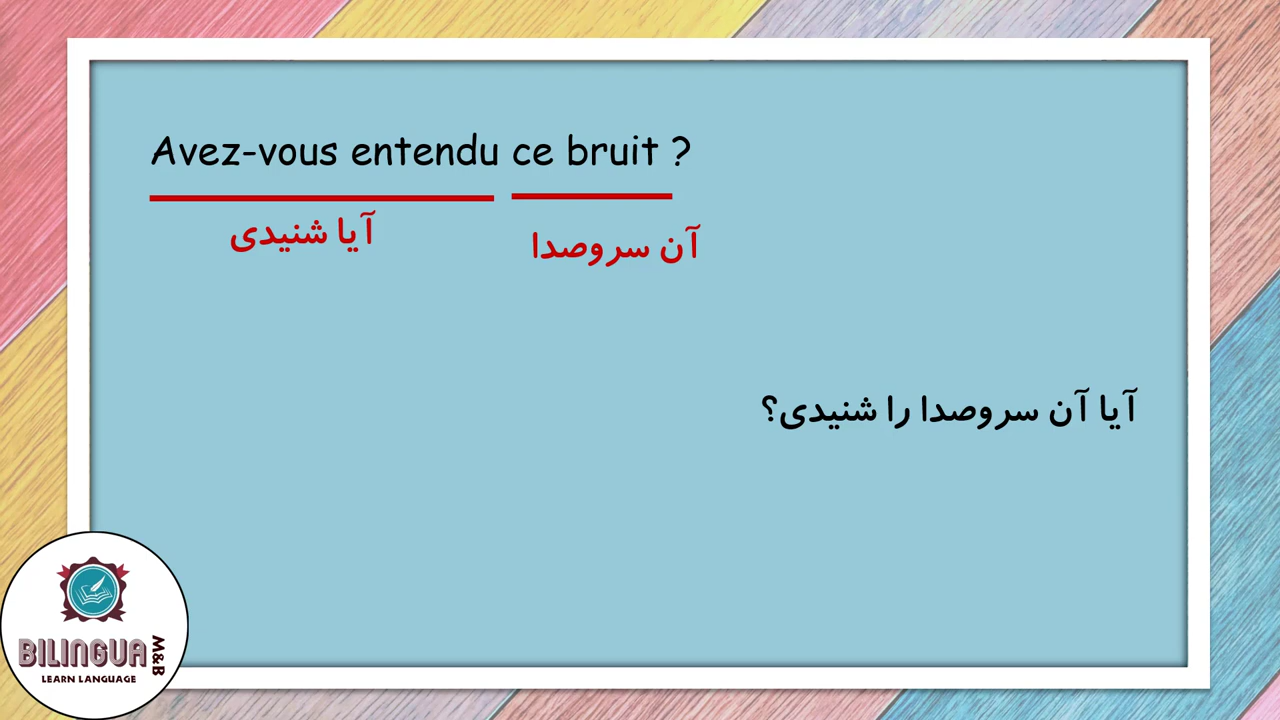 Avez-vous entendu ce bruit ?
آیا شنیدی
آن سروصدا
آیا آن سروصدا را شنیدی؟
BILINGUA
M&B
LEARN LANGUAGE